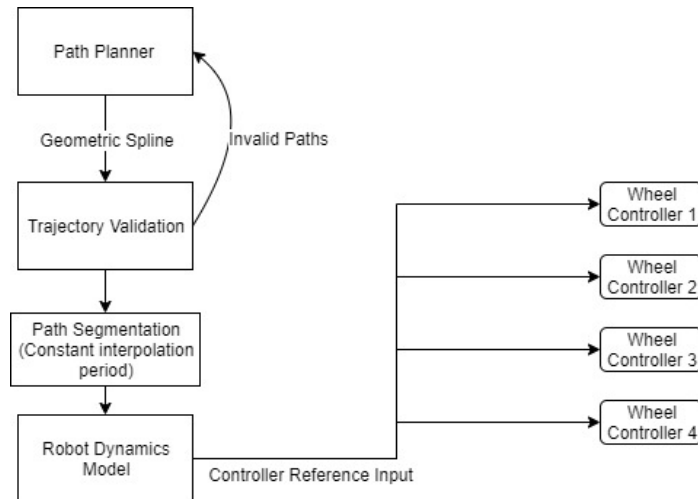 Path Planner
Geometric Spline
Invalid Paths
Trajectory Validation
Path Segmentation
(Constant interpolation
period)
Robot Dynamics
Model
Controller Reference Input
Wheel
Controller 1
Wheel
Controller 2
Wheel
Controller 3
Wheel
Controller 4